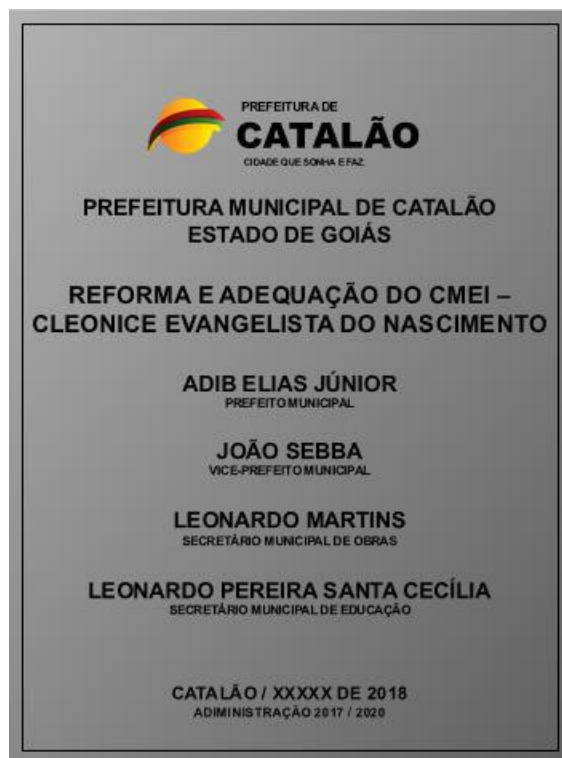 PREFEITURA DE
CATALÃO
CIDADE QUE SONHA E FAZ.
PREFEITURA MUNICIPAL DE CATALÃO
ESTADO DE GOIÁS
REFORMA E ADEQUAÇÃO DO CMEI –
CLEONICE EVANGELISTA DO NASCIMENTO
ADIB ELIAS JÚNIOR
PREFEITO MUNICIPAL
JOÃO SEBBA
VICE-PREFEITO MUNICIPAL
LEONARDO MARTINS
SECRETÁRIO MUNICIPAL DE OBRAS
LEONARDO PEREIRA SANTA CECÍLIA
SECRETÁRIO MUNICIPAL DE EDUCAÇÃO
CATALÃO / XXXXX DE 2018
ADIMINISTRAÇÃO 2017 / 2020